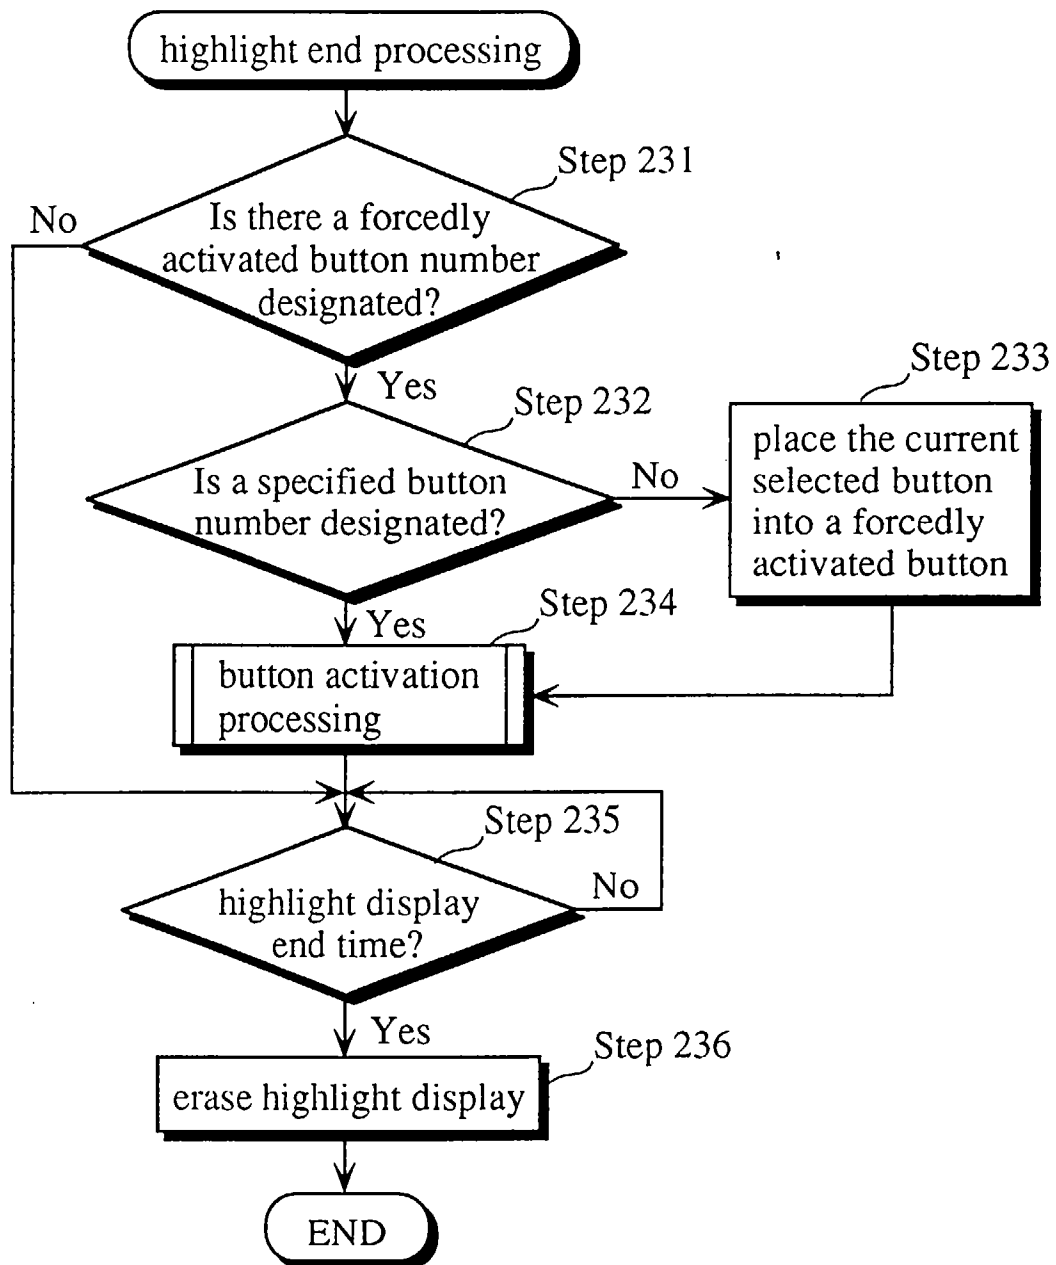 highlight end processing
Step 231
No
Is there a forcedly
activated button number
designated?
Yes
Step 232
Step 233
Is a specified button
number designated?
No
place the current
selected button
into a forcedly
activated button
Yes
Step 234
button activation
processing
Step 235
highlight display
end time?
No
Yes
Step 236
erase highlight display
END